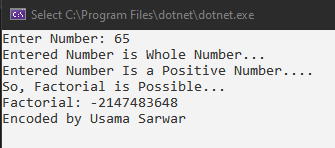 Select C:\Program Files\dotnet\dotnet.exe
Enter Number: 65
Entered Number is Whole Number...
Entered Number Is a Positive Number....
So, Factorial is Possible...
Factorial: -2147483648
Encoded by Usama Sarwar